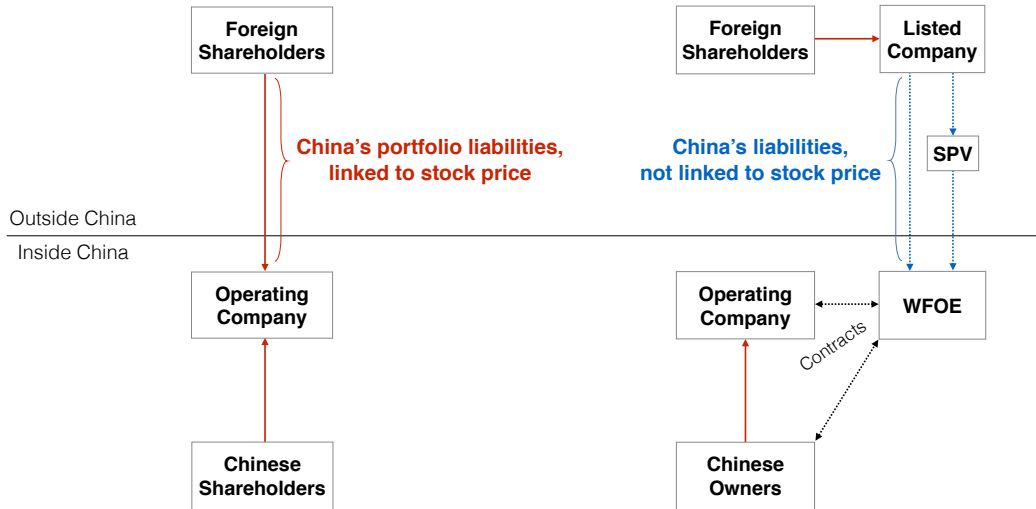 Foreign
Shareholders
Foreign
Shareholders
Listed
Company
China’s portfolio liabilities,
linked to stock price
China’s liabilities,
not linked to stock price
SPV
Outside China
Inside China
Operating
Company
Operating
Company
WFOE
Contracts
Chinese
Shareholders
Chinese
Owners